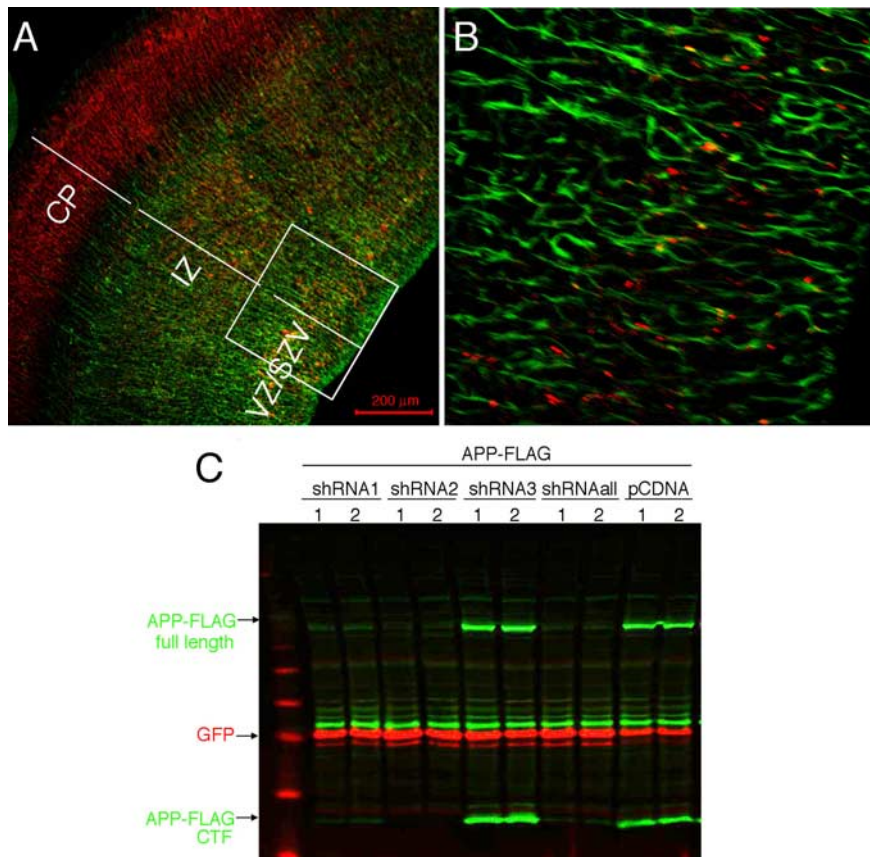 A
B
CP
IZ
VZ/SZV
200 µm
C
APP-FLAG
shRNA1 shRNA2 shRNA3 shRNAall pCDNA
1 2 1 2 1 2 1 2 1 2
APP-FLAG
full length
GFP
APP-FLAG
CTF